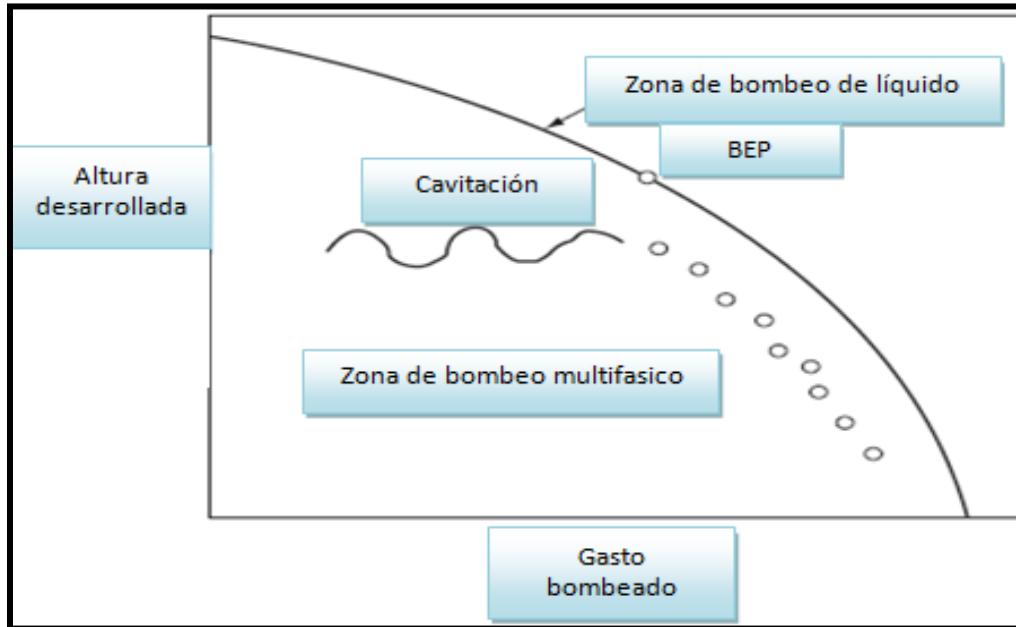 Zona de bombeo de líquido
BEP
Altura
desarrollada
Cavitación
Zona de bombeo multifasico
Gasto
bombeado